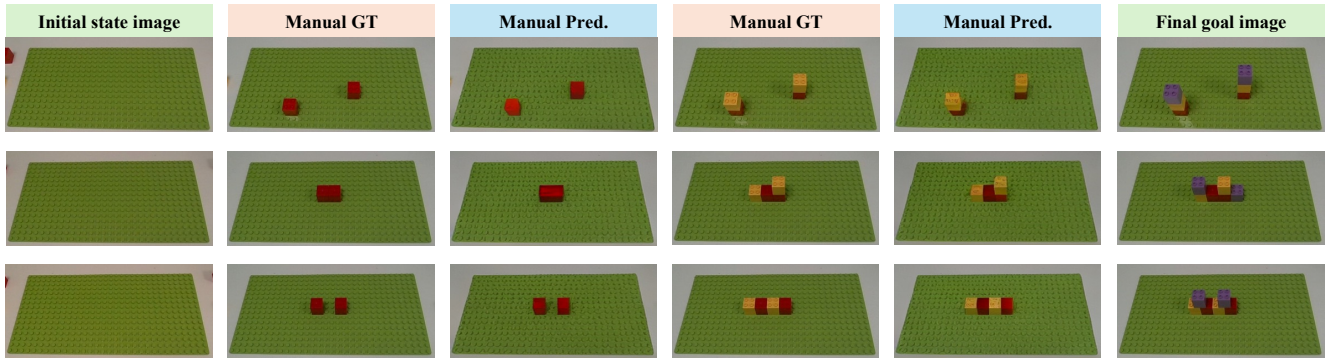 Initial state image
Manual GT
Manual Pred.
Manual GT
Manual Pred.
Final goal image